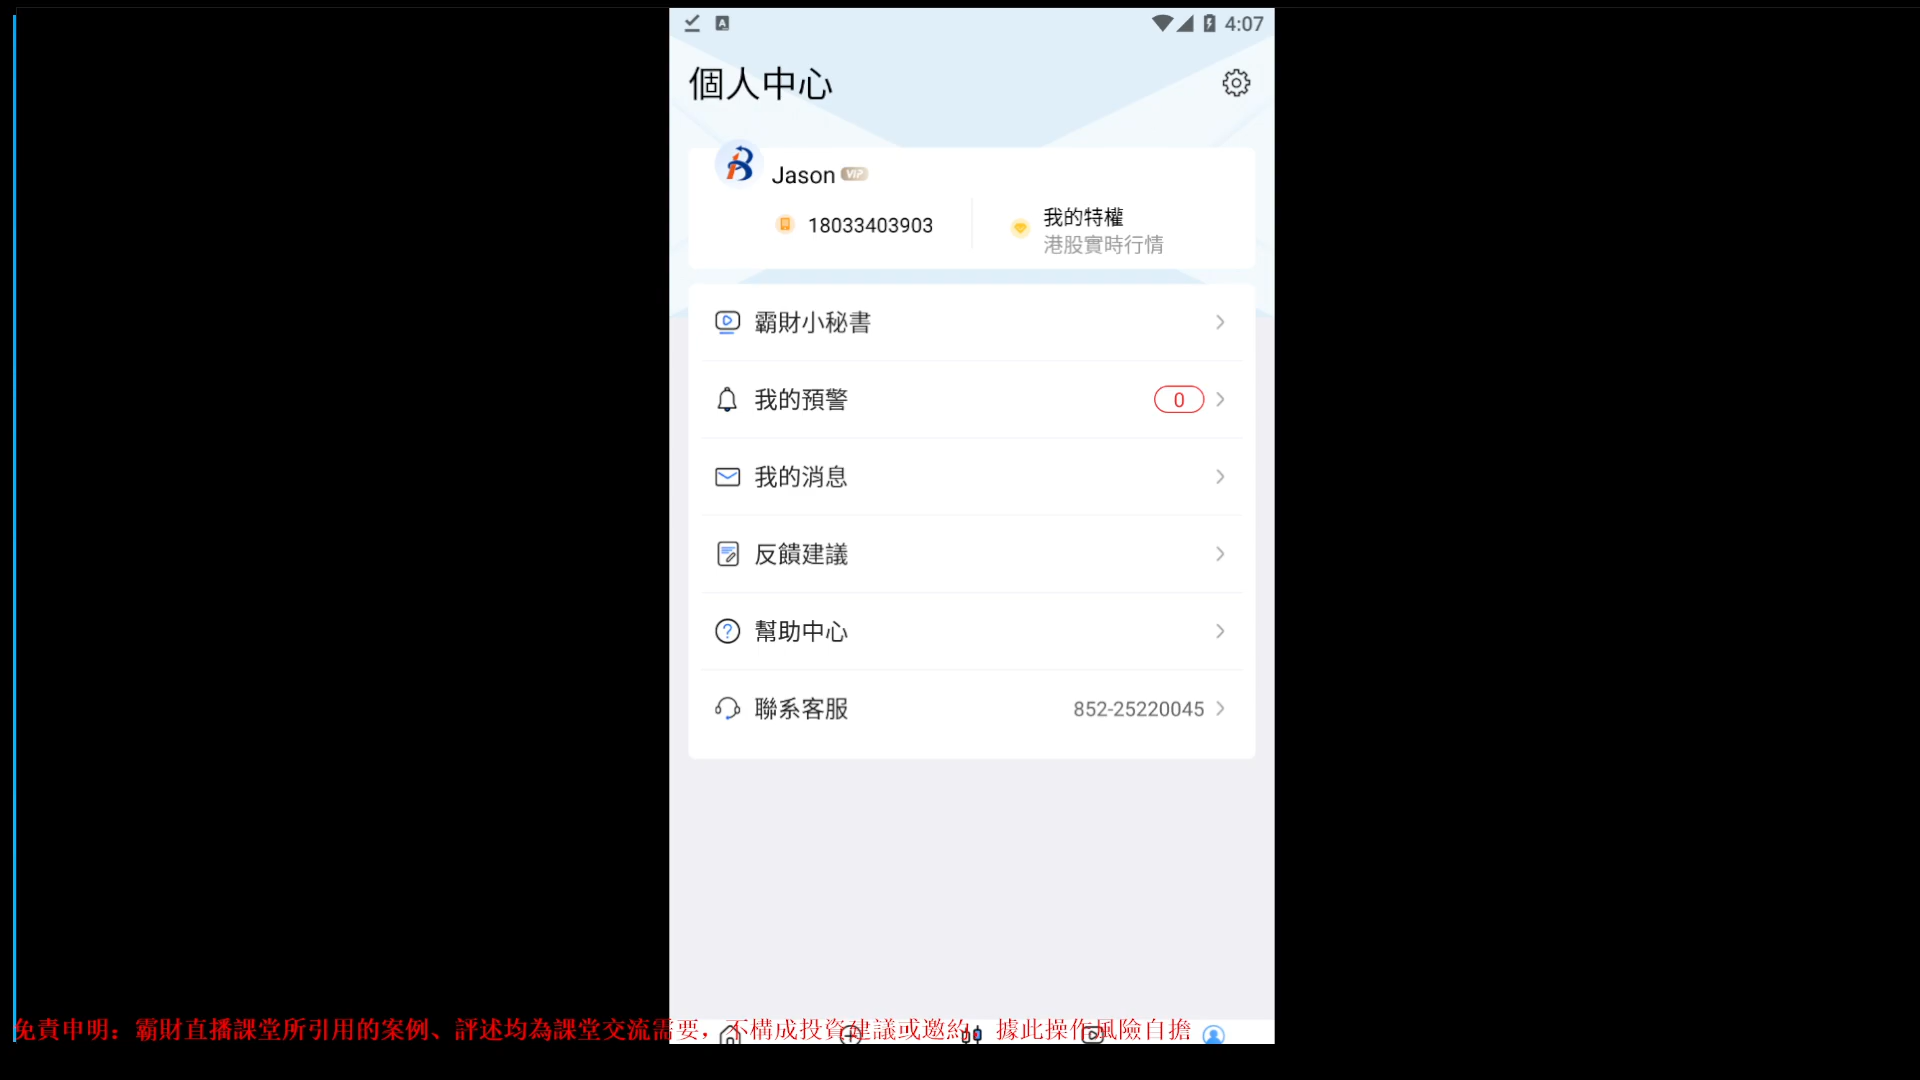 4:07
個人中心
Jason VIP
18033403903
我的特權
港股實時行情
霸財小秘書
我的預警
0
我的消息
反饋建議
幫助中心
聯系客服
852-25220045
免責申明：霸財直播課堂所引用的案例、評述均為課堂交流需要，不構成投資建議或邀約，據此操作風險自擔